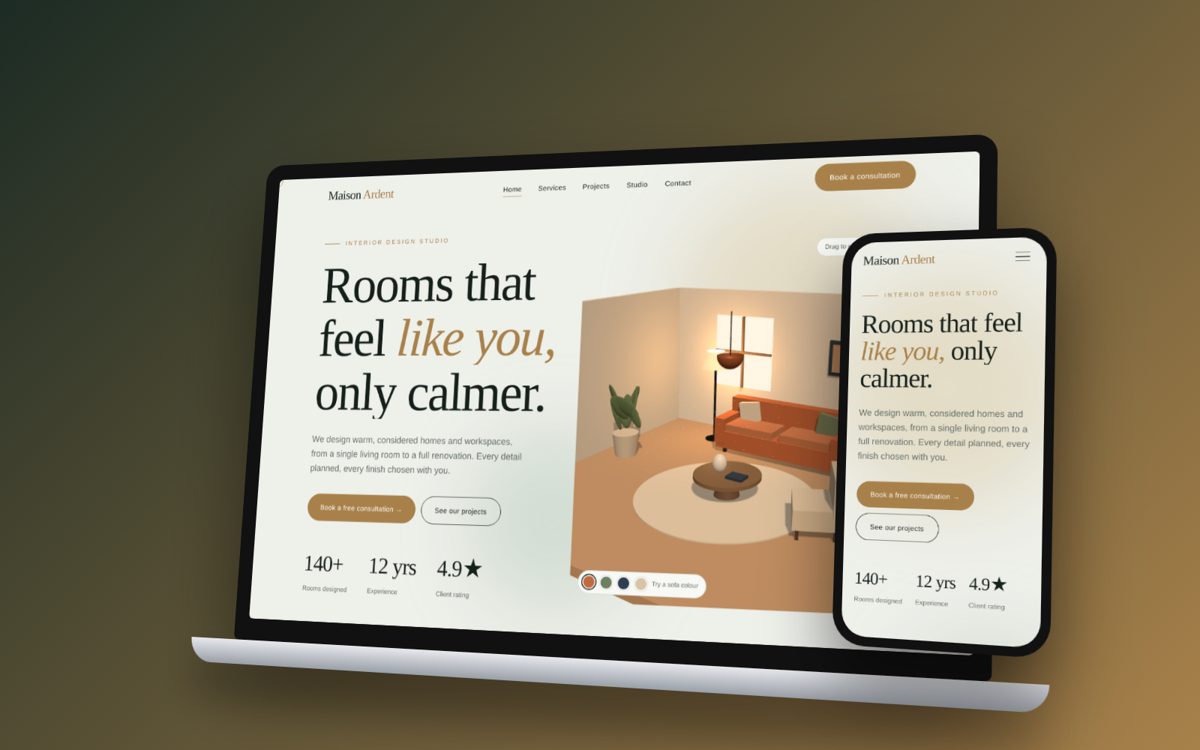 Maison Ardent
Home Services Projects Studio Contact
Book a consultation
INTERIOR DESIGN STUDIO
Rooms that
feel like you,
only calmer.
We design warm, considered homes and workspaces,
from a single living room to a full renovation. Every detail
planned, every finish chosen with you.
Book a free consultation →
See our projects
140+ 12 yrs 4.9★
Rooms designed Experience Client rating
Drag to
Try a sofa colour
Maison Ardent
INTERIOR DESIGN STUDIO
Rooms that feel
like you, only
calmer.
We design warm, considered homes and
workspaces, from a single living room to a
full renovation. Every detail planned, every
finish chosen with you.
Book a free consultation →
See our projects
140+ 12 yrs 4.9★
Rooms designed Experience Client rating